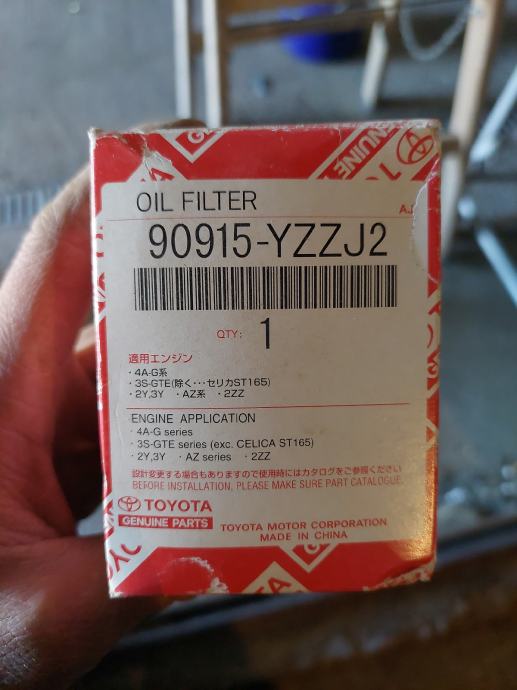 GENUINE
TO
OIL FILTER
AJ
90915-YZZJ2
QTY: 1
適用エンジン
・4A-G系
・3S-GTE(除く･･･セリカST165)
・2Y,3Y ・AZ系 ・2ZZ
ENGINE APPLICATION
・4A-G series
・3S-GTE series (exc. CELICA ST165)
・2Y,3Y ・AZ series ・2ZZ
設計変更する場合もありますので使用時にはカタログをご参照ください
BEFORE INSTALLATION, PLEASE MAKE SURE PART CATALOGUE.
TOYOTA
GENUINE PARTS
TOYOTA MOTOR CORPORATION
MADE IN CHINA